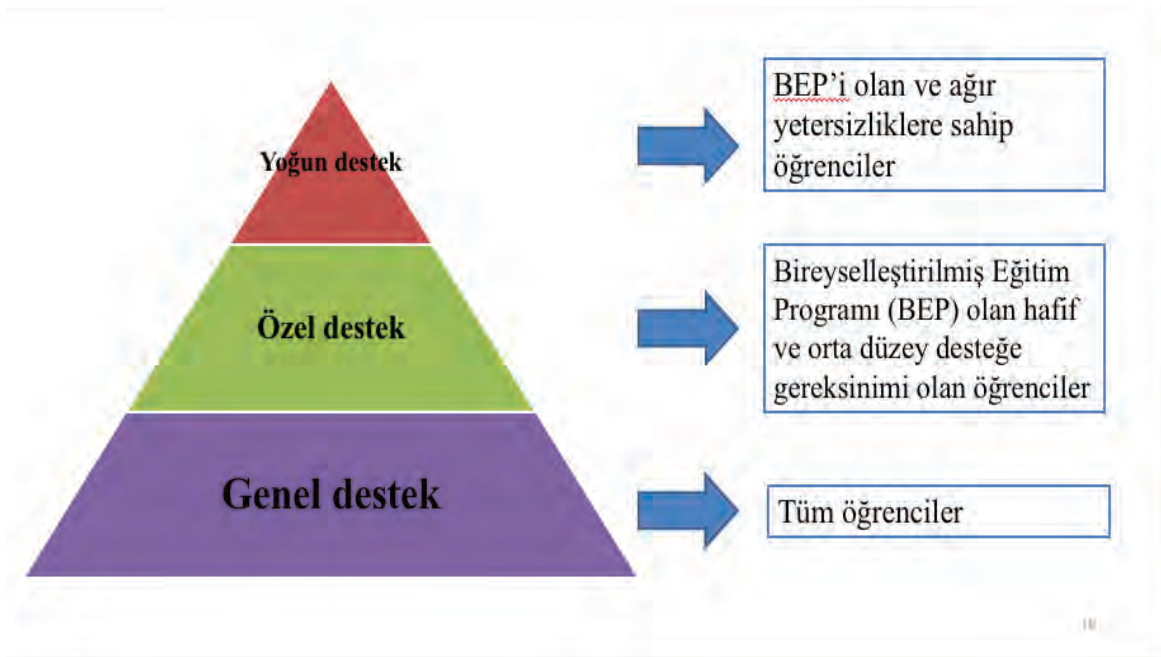 Yoğun destek
BEP'i olan ve ağır
yetersizliklere sahip
öğrenciler
Özel destek
Bireyselleştirilmiş Eğitim
Programı (BEP) olan hafif
ve orta düzey desteğe
gereksinimi olan öğrenciler
Genel destek
Tüm öğrenciler